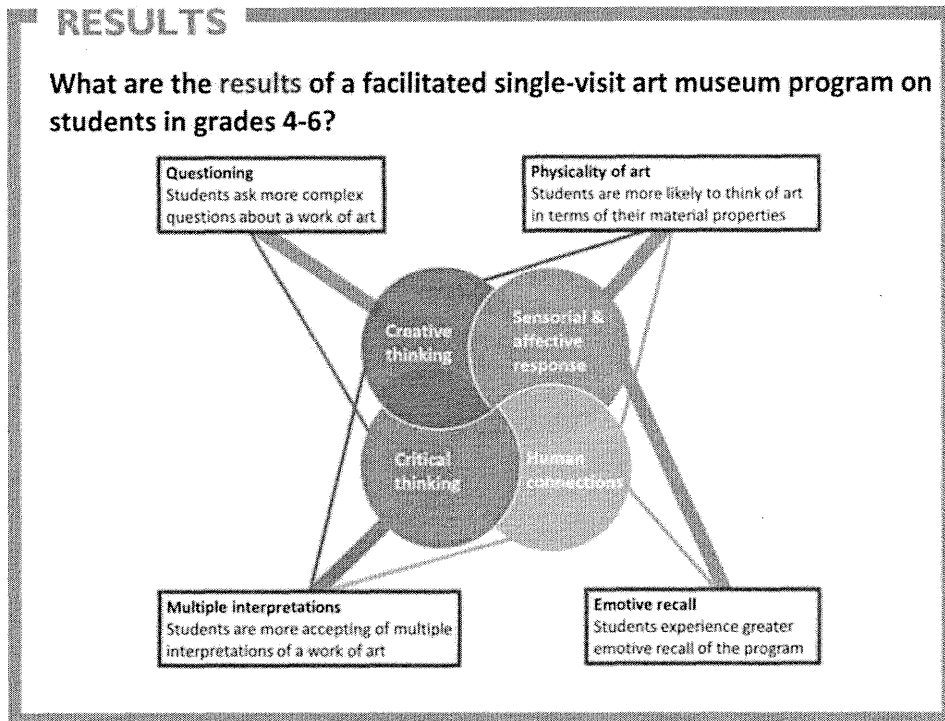 RESULTS
What are the results of a facilitated single-visit art museum program on
students in grades 4-6?
Questioning
Students ask more complex
questions about a work of art
Physicality of art
Students are more likely to think of art
in terms of their material properties
Creative
thinking
Sensorial &
affective
response
Critical
thinking
Human
connections
Multiple interpretations
Students are more accepting of multiple
interpretations of a work of art
Emotive recall
Students experience greater
emotive recall of the program